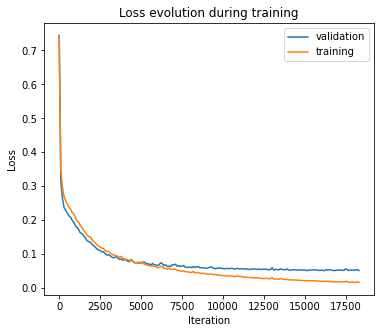 Loss evolution during training
validation
training
Loss
0.7
0.6
0.5
0.4
0.3
0.2
0.1
0.0
0 2500 5000 7500 10000 12500 15000 17500
Iteration